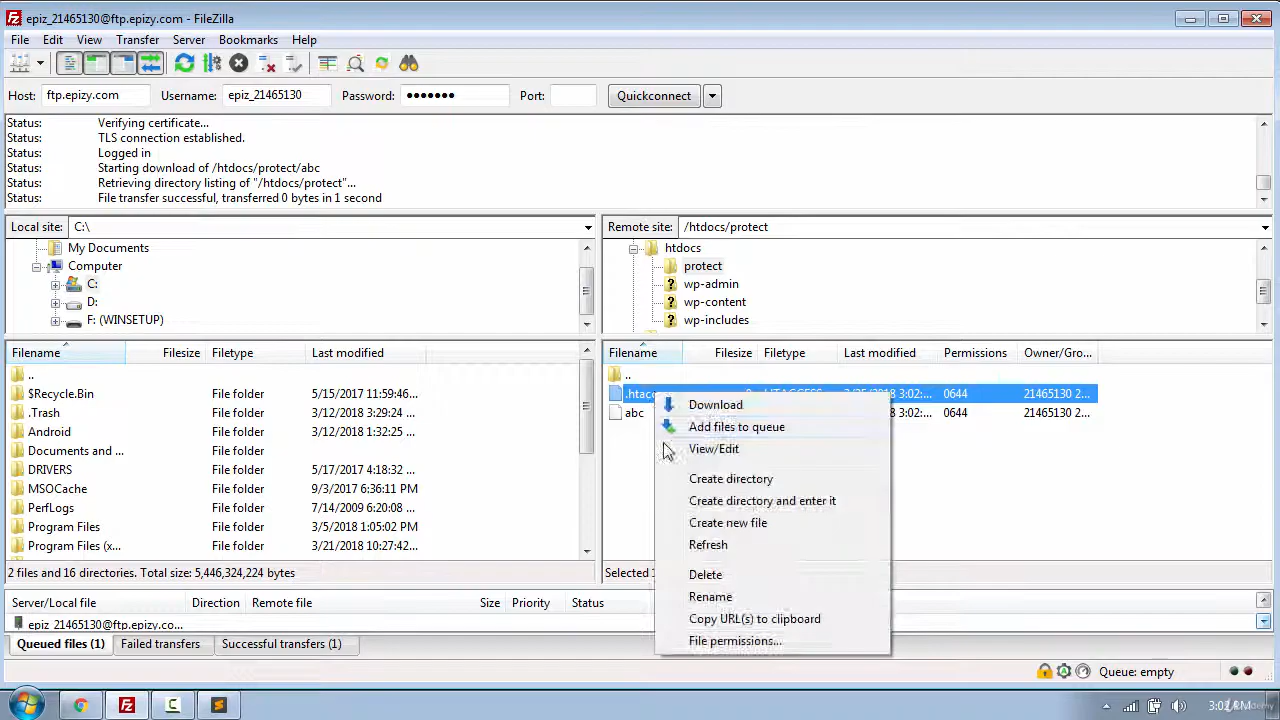 epiz_21465130@ftp.epizy.com - FileZilla
File Edit View Transfer Server Bookmarks Help
Host: ftp.epizy.com Username: epiz_21465130 Password: ●●●●●●● Port: Quickconnect
Status: Verifying certificate...
Status: TLS connection established.
Status: Logged in
Status: Starting download of /htdocs/protect/abc
Status: Retrieving directory listing of "/htdocs/protect"...
Status: File transfer successful, transferred 0 bytes in 1 second
Local site: C:\
My Documents
Computer
C:
D:
F: (WINSETUP)
Remote site: /htdocs/protect
htdocs
protect
wp-admin
wp-content
wp-includes
Filename Filesize Filetype Last modified
..
$Recycle.Bin File folder 5/15/2017 11:59:46...
.Trash File folder 3/12/2018 3:29:24 ...
Android File folder 3/12/2018 1:32:25 ...
Documents and ... File folder
DRIVERS File folder 5/17/2017 4:18:32 ...
MSOCache File folder 9/3/2017 6:36:11 PM
PerfLogs File folder 7/14/2009 6:20:08 ...
Program Files File folder 3/5/2018 1:05:02 PM
Program Files (x... File folder 3/21/2018 10:27:42...
2 files and 16 directories. Total size: 5,446,324,224 bytes
Filename Filesize Filetype Last modified Permissions Owner/Gro...
..
0644 21465130 2...
abc 0644 21465130 2...
Download
Add files to queue
View/Edit
Create directory
Create directory and enter it
Create new file
Refresh
Delete
Rename
Copy URL(s) to clipboard
File permissions...
Selected
Server/Local file Direction Remote file Size Priority Status
epiz_21465130@ftp.epizy.co...
Queued files (1) Failed transfers Successful transfers (1)
Queue: empty